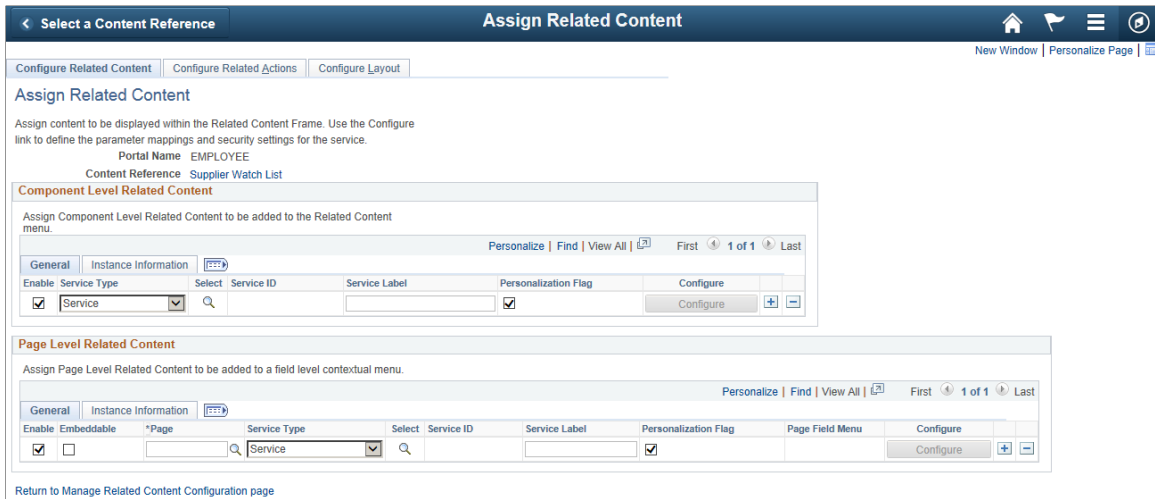 Select a Content Reference
Assign Related Content
New Window | Personalize Page |
Configure Related Content Configure Related Actions Configure Layout
Assign Related Content
Assign content to be displayed within the Related Content Frame. Use the Configure
link to define the parameter mappings and security settings for the service.
Portal Name EMPLOYEE
Content Reference Supplier Watch List
Component Level Related Content
Assign Component Level Related Content to be added to the Related Content
menu.
Personalize | Find | View All | First 1 of 1 Last
General Instance Information
Enable Service Type Select Service ID Service Label Personalization Flag Configure
Service Configure
Page Level Related Content
Assign Page Level Related Content to be added to a field level contextual menu.
Personalize | Find | View All | First 1 of 1 Last
General Instance Information
Enable Embeddable *Page Service Type Select Service ID Service Label Personalization Flag Page Field Menu Configure
Service Configure
Return to Manage Related Content Configuration page